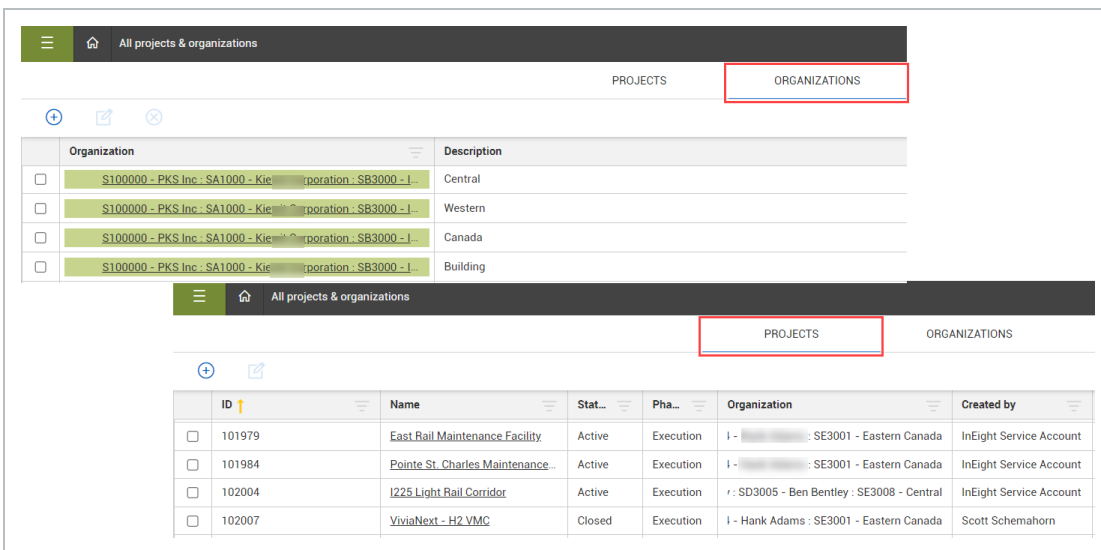 All projects & organizations
PROJECTS ORGANIZATIONS
Organization Description
S100000 - PKS Inc : SA1000 - Kie rporation : SB3000 - I... Central
S100000 - PKS Inc : SA1000 - Kie rporation : SB3000 - I... Western
S100000 - PKS Inc : SA1000 - Kie rporation : SB3000 - I... Canada
S100000 - PKS Inc : SA1000 - Kie rporation : SB3000 - I... Building
All projects & organizations
PROJECTS ORGANIZATIONS
ID Name Stat... Pha... Organization Created by
101979 East Rail Maintenance Facility Active Execution - : SE3001 - Eastern Canada InEight Service Account
101984 Pointe St. Charles Maintenance... Active Execution - : SE3001 - Eastern Canada InEight Service Account
102004 I225 Light Rail Corridor Active Execution : SD3005 - Ben Bentley : SE3008 - Central InEight Service Account
102007 ViviaNext - H2 VMC Closed Execution - Hank Adams : SE3001 - Eastern Canada Scott Schemahorn